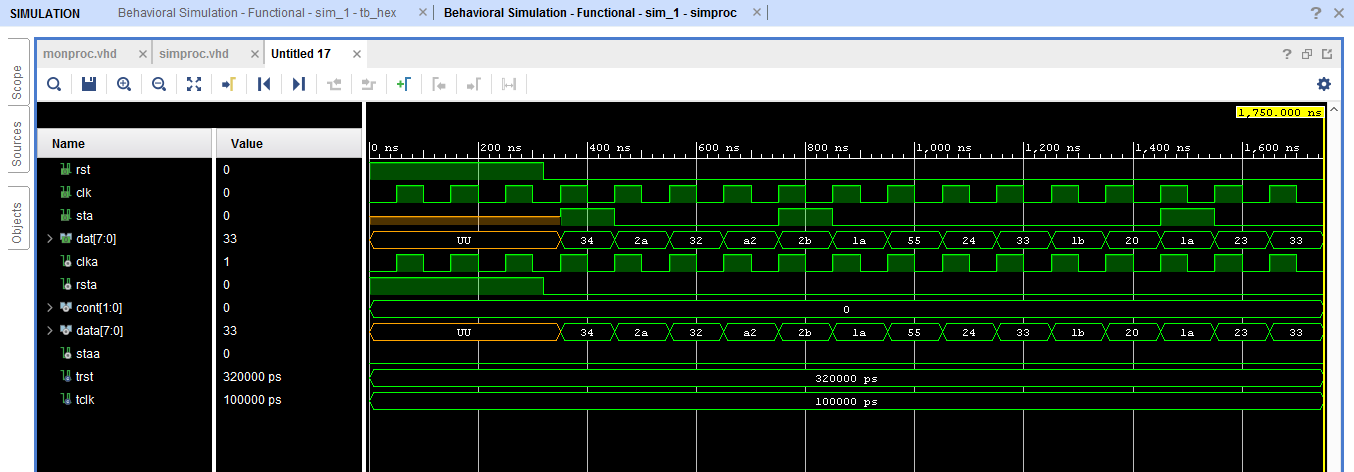 SIMULATION Behavioral Simulation - Functional - sim_1 - tb_hex Behavioral Simulation - Functional - sim_1 - simproc
Scope
Sources
Objects
monproc.vhd simproc.vhd Untitled 17
1,750.000 ns
Name Value
0 ns 200 ns 400 ns 600 ns 800 ns 1,000 ns 1,200 ns 1,400 ns 1,600 ns
rst 0
clk 0
sta 0
dat[7:0] 33 UU 34 2a 32 a2 2b 1a 55 24 33 1b 20 1a 23 33
clka 1
rsta 0
cont[1:0] 0 0
data[7:0] 33 UU 34 2a 32 a2 2b 1a 55 24 33 1b 20 1a 23 33
staa 0
trst 320000 ps 320000 ps
tclk 100000 ps 100000 ps